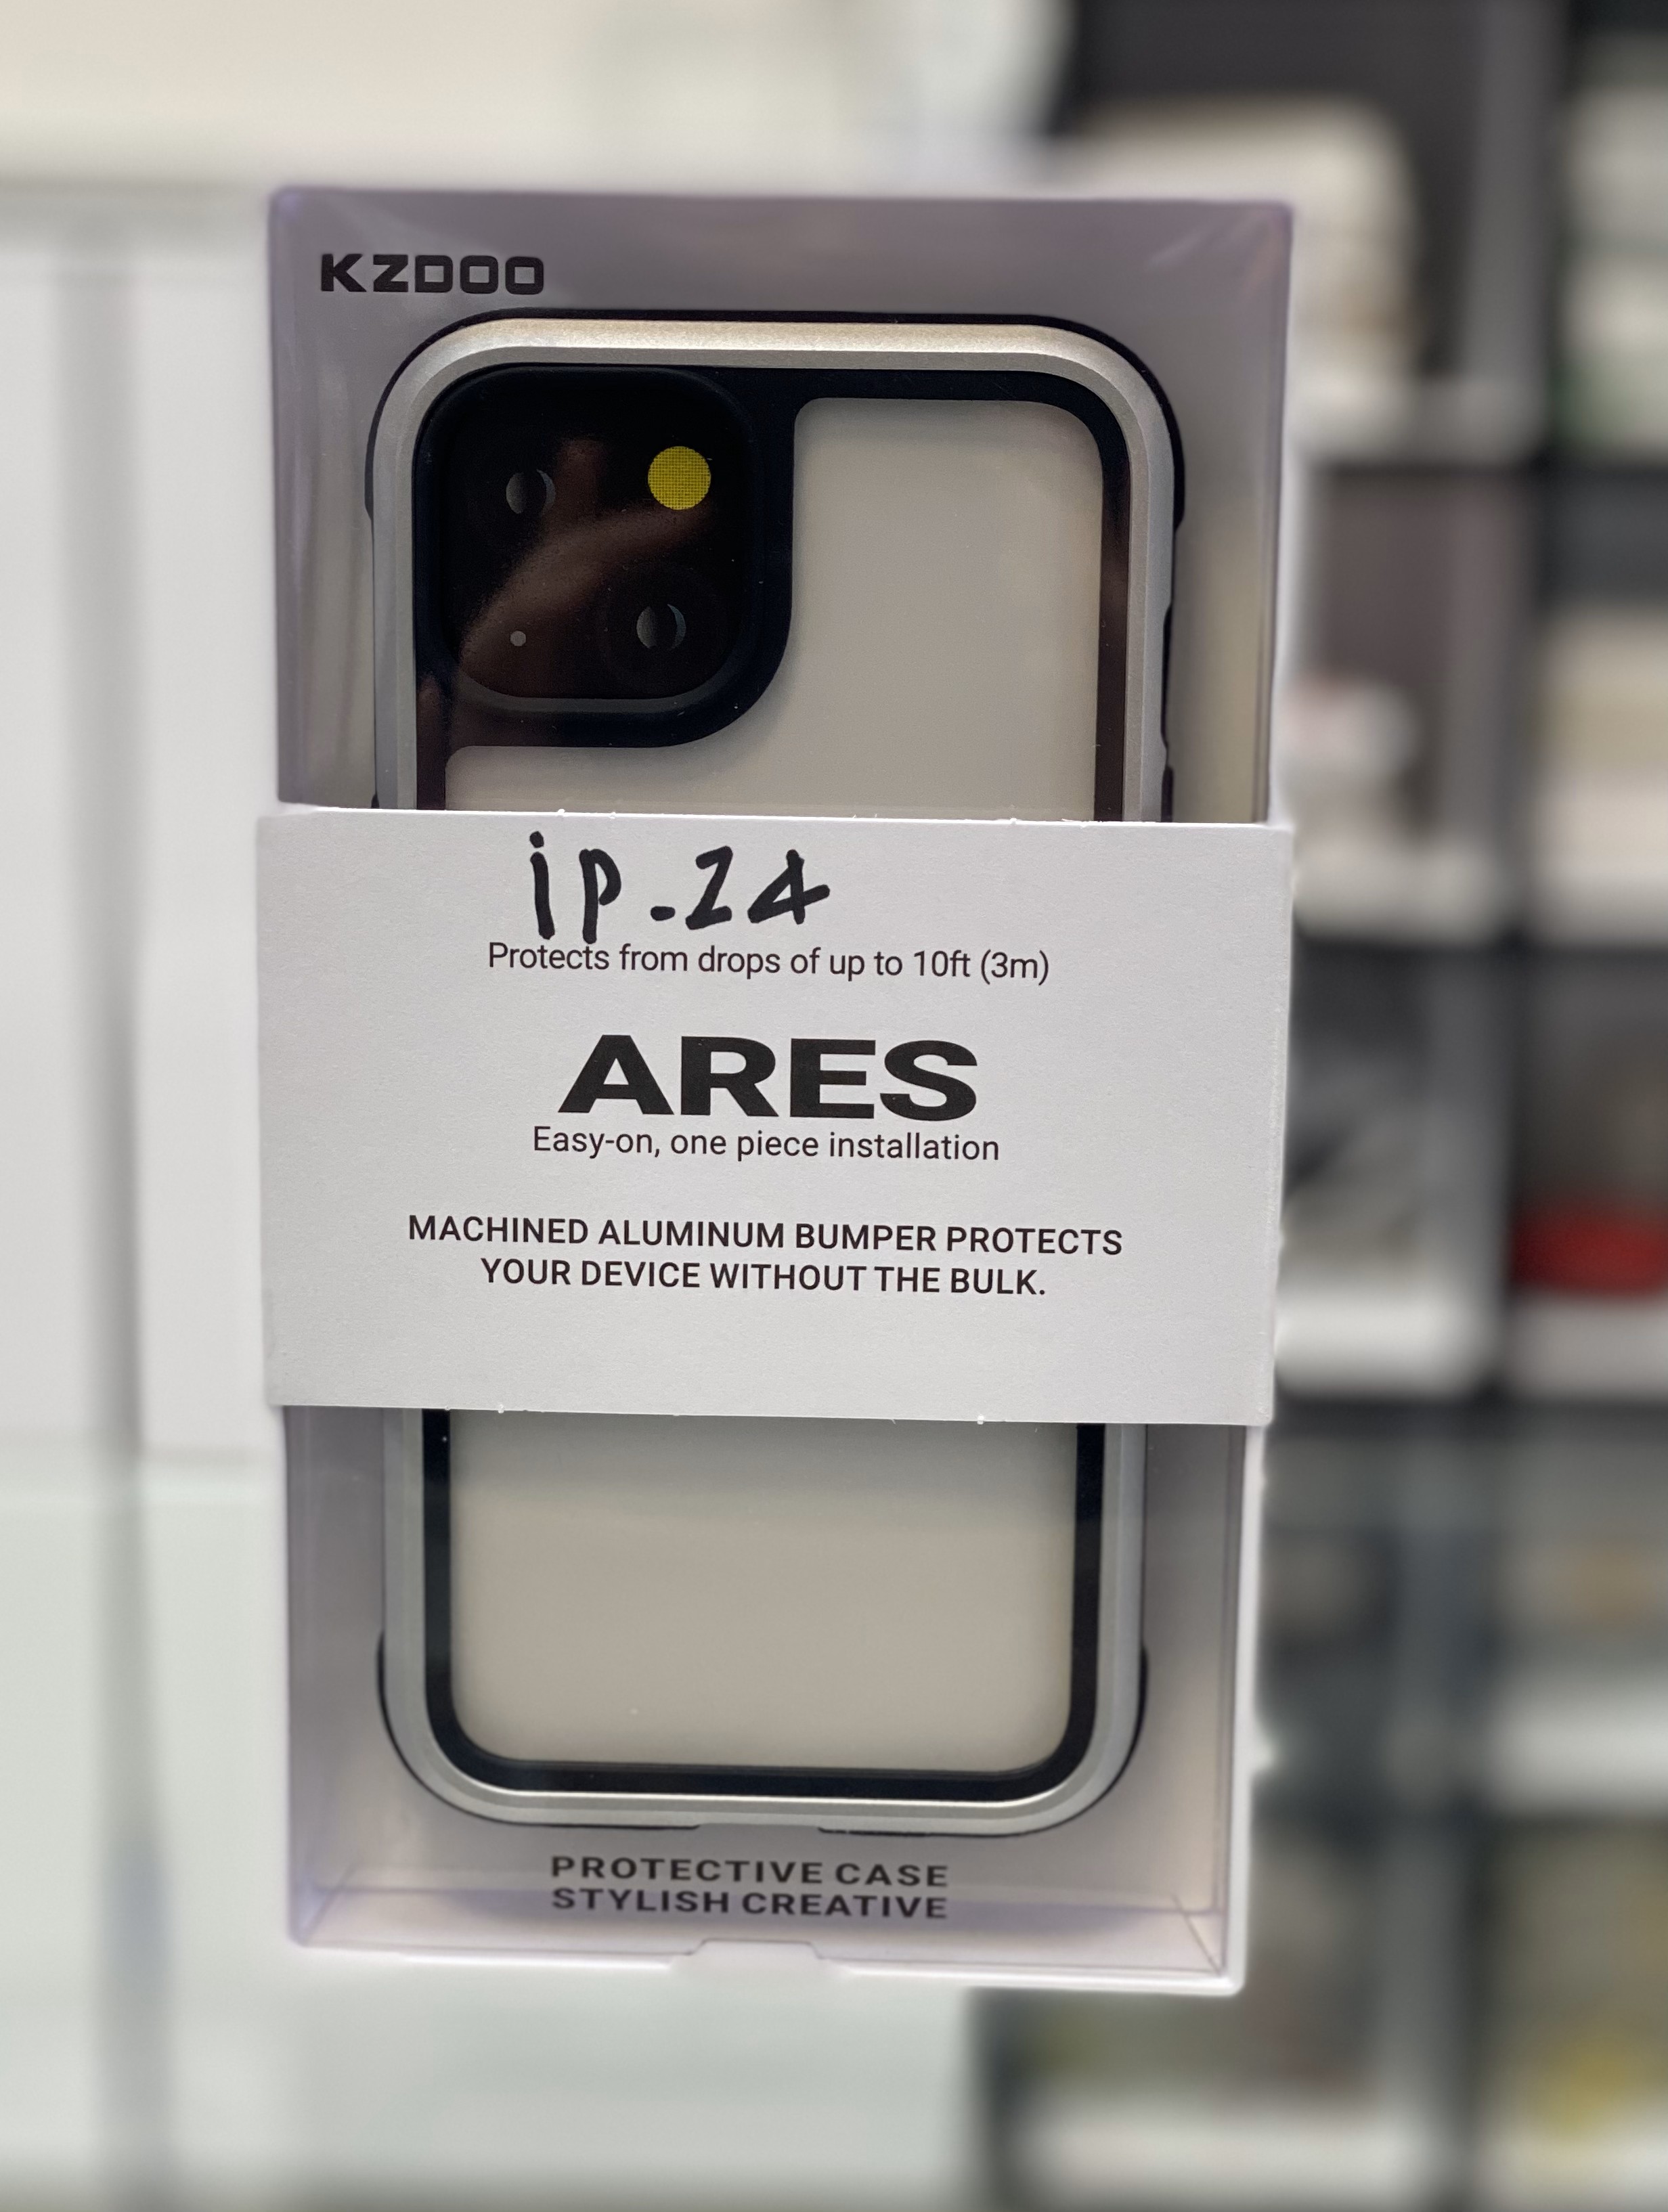 KZDOO
ip-24
Protects from drops of up to 10ft (3m)
ARES
Easy-on, one piece installation
MACHINED ALUMINUM BUMPER PROTECTS
YOUR DEVICE WITHOUT THE BULK.
PROTECTIVE CASE
STYLISH CREATIVE